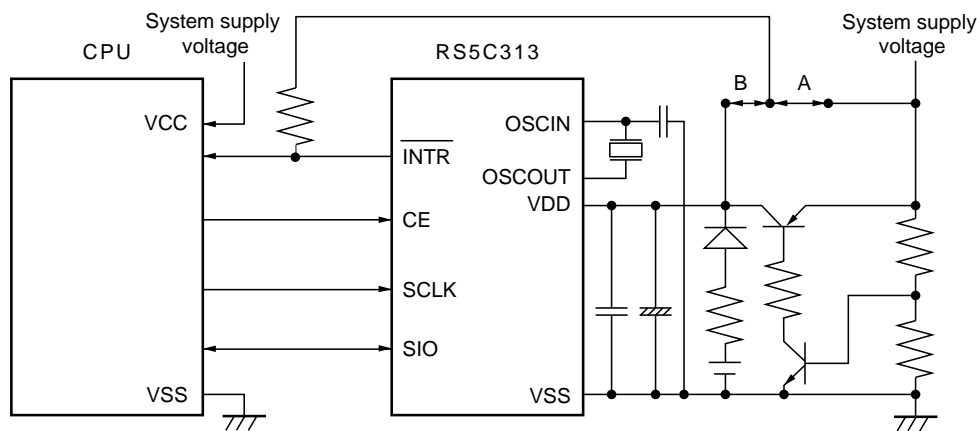 System supply
voltage
System supply
voltage
CPU
RS5C313
B
A
VCC
OSCIN
INTR
OSCOUT
VDD
CE
SCLK
SIO
VSS
VSS